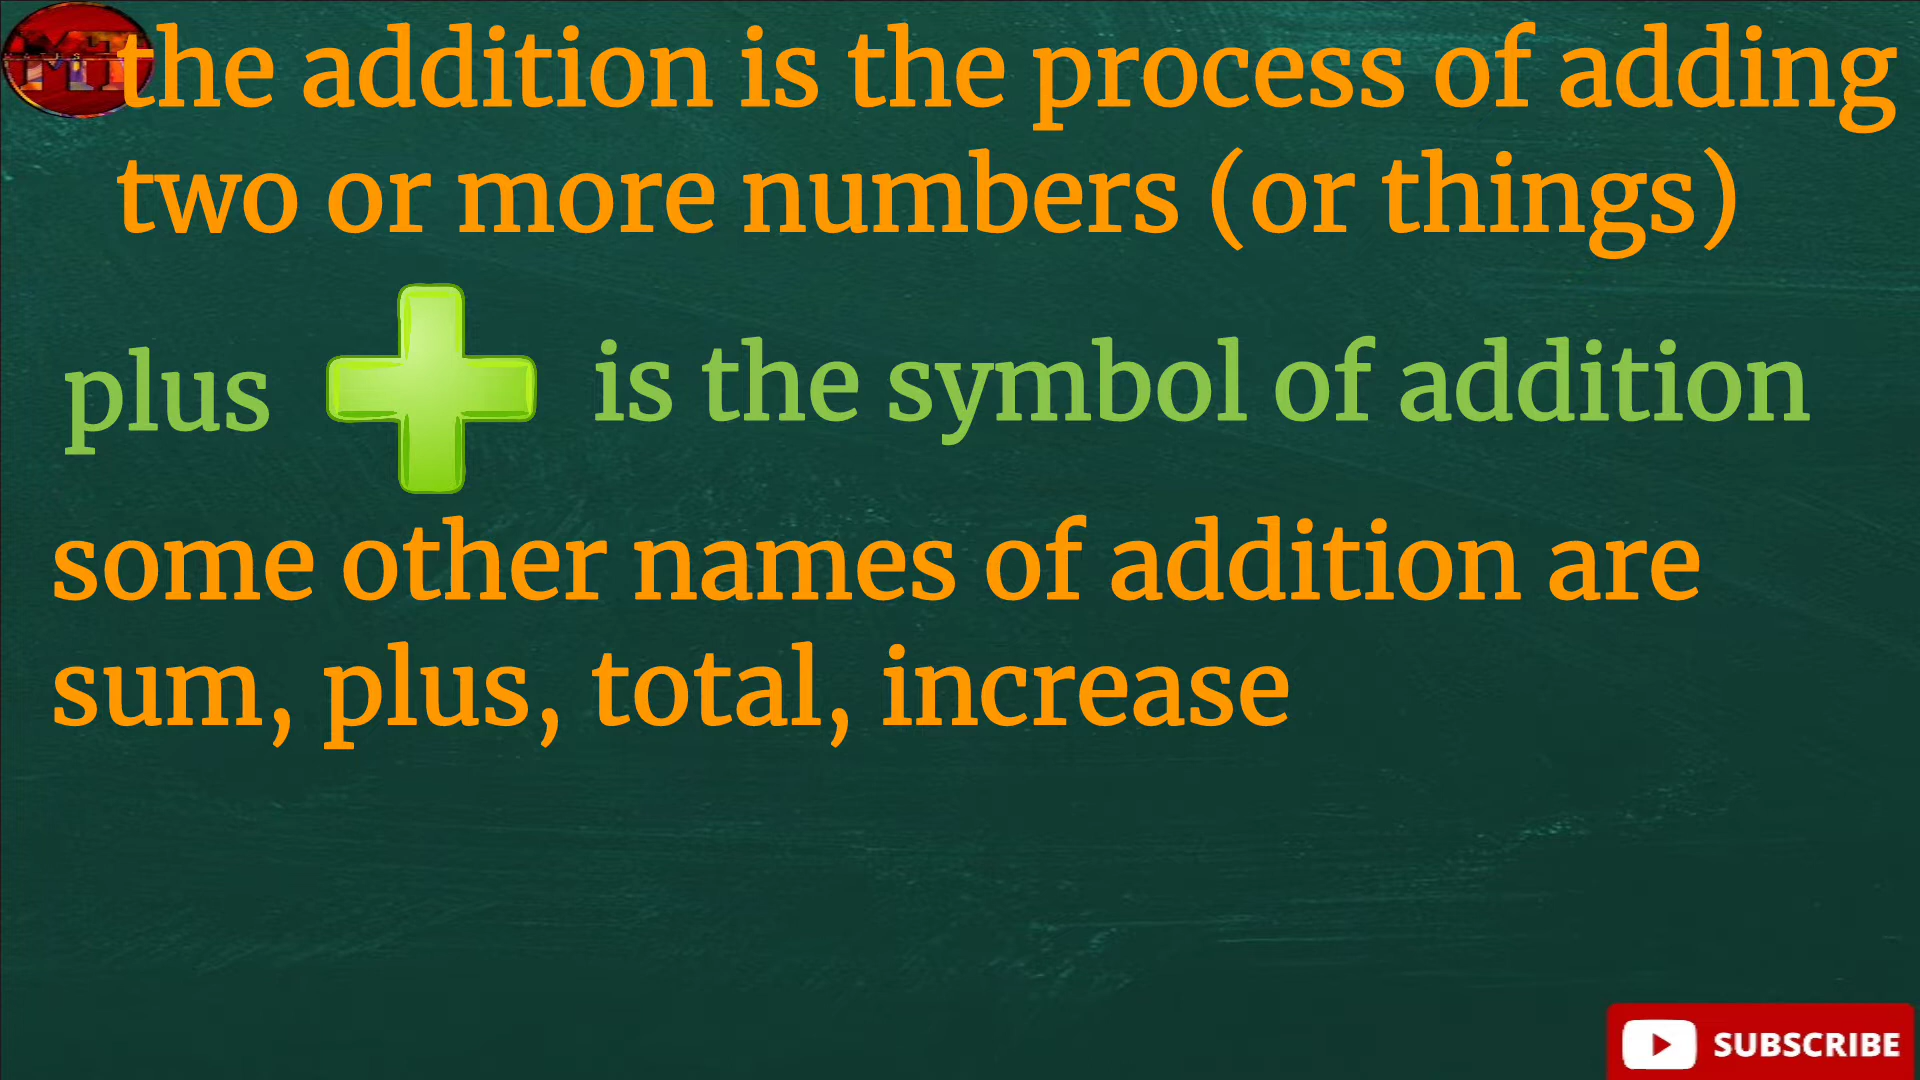 the addition is the process of adding
two or more numbers (or things)
plus is the symbol of addition
some other names of addition are
sum, plus, total, increase
SUBSCRIBE